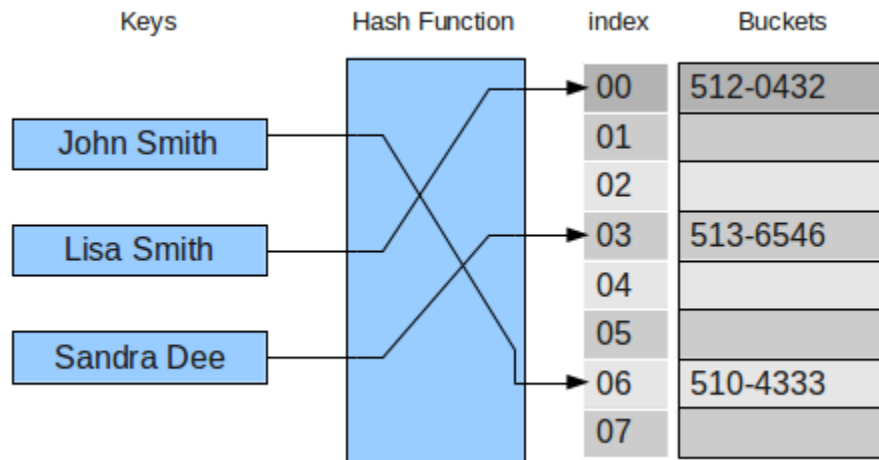 Keys Hash Function index Buckets
John Smith
Lisa Smith
Sandra Dee
00 512-0432
01
02
03 513-6546
04
05
06 510-4333
07